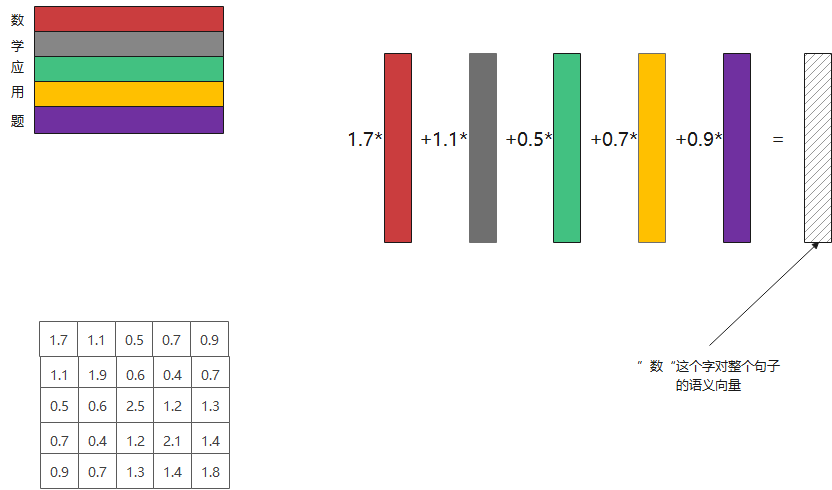 数
学
应
用
题
1.7* +1.1* +0.5* +0.7* +0.9* =
”数“这个字对整个句子
的语义向量
1.7 1.1 0.5 0.7 0.9
1.1 1.9 0.6 0.4 0.7
0.5 0.6 2.5 1.2 1.3
0.7 0.4 1.2 2.1 1.4
0.9 0.7 1.3 1.4 1.8